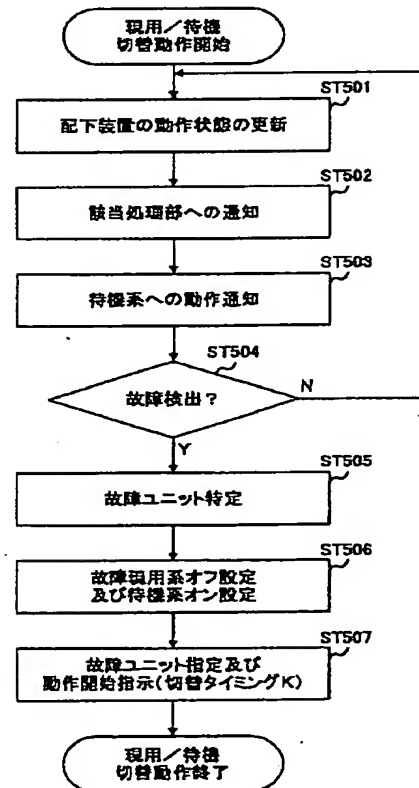 現用/待機
切替動作開始
ST501
配下装置の動作状態の更新
ST502
該当処理部への通知
ST503
待機系への動作通知
ST504
故障検出?
N
Y
ST505
故障ユニット特定
ST506
故障現用系オフ設定
及び待機系オン設定
ST507
故障ユニット指定及び
動作開始指示(切替タイミングK)
現用/待機
切替動作終了